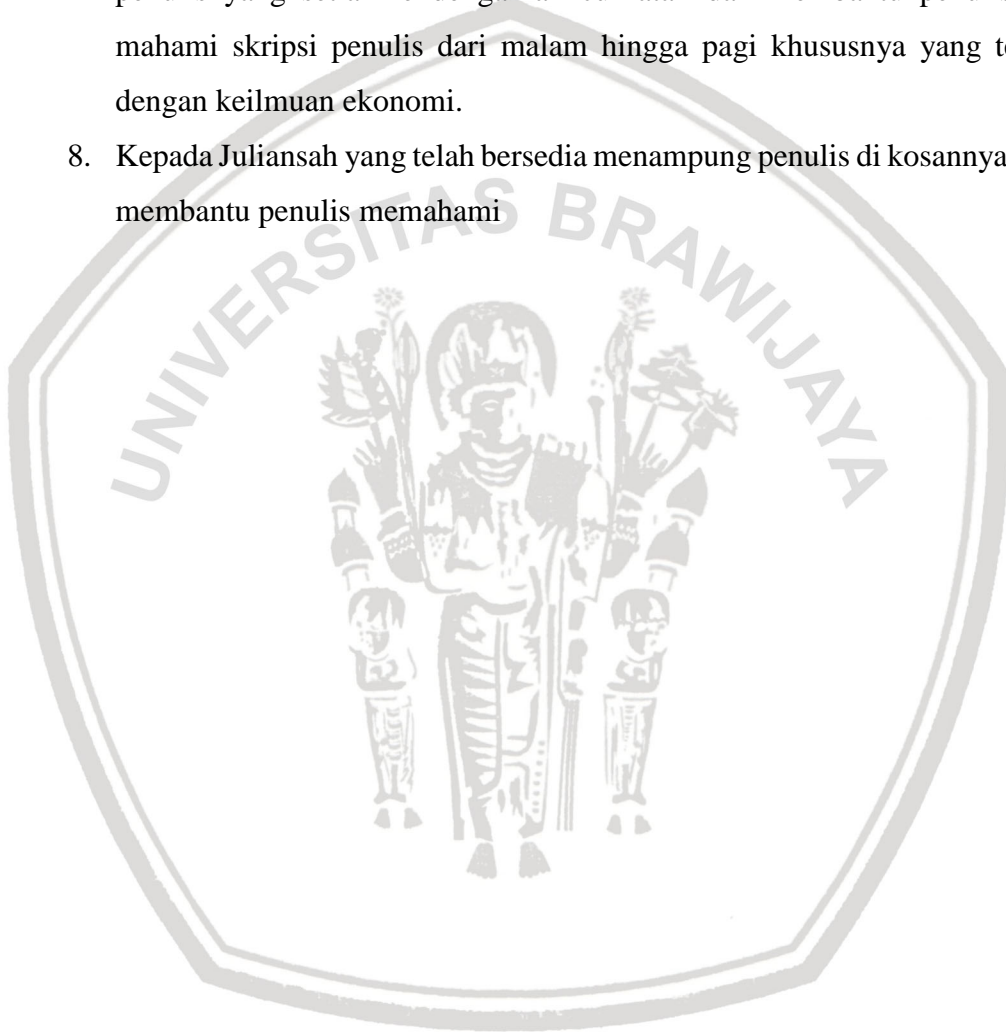 mahami skripsi penulis dari malam hingga pagi khususnya yang
dengan keilmuan ekonomi.
8. Kepada Juliansah yang telah bersedia menampung penulis di kosannya
membantu penulis memahami
UNIVERSITAS BRAWIJAYA